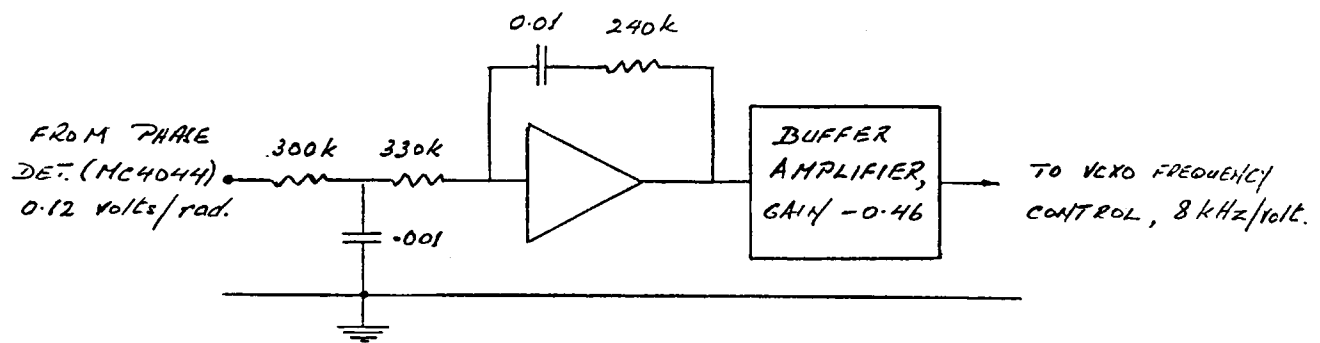 0.01
240k
FROM PHASE
DET. (MC4044)
0.12 volts/rad.
300k
330k
.001
BUFFER
AMPLIFIER,
GAIN -0.46
TO VCXO FREQUENCY
CONTROL, 8 kHz/volt.